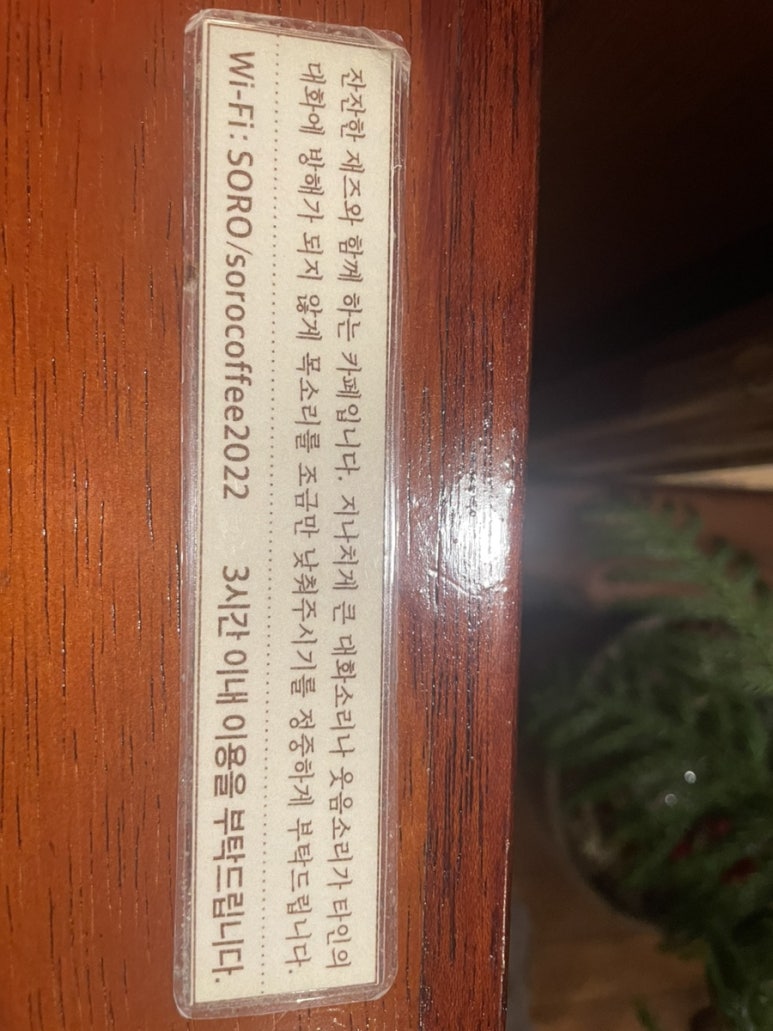 잔잔한 재즈와 함께 하는 카페입니다. 지나치게 큰 대화소리나 웃음소리가 타인의
대화에 방해가 되지 않게 목소리를 조금만 낮춰주시기를 정중하게 부탁드립니다.
Wi-Fi: SORO/sorocoffee2022 3시간 이내 이용을 부탁드립니다.